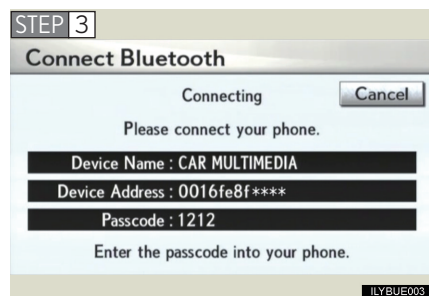 STEP 3
Connect Bluetooth
Connecting
Cancel
Please connect your phone.
Device Name : CAR MULTIMEDIA
Device Address : 0016fe8f****
Passcode : 1212
Enter the passcode into your phone.
ILYBUE003